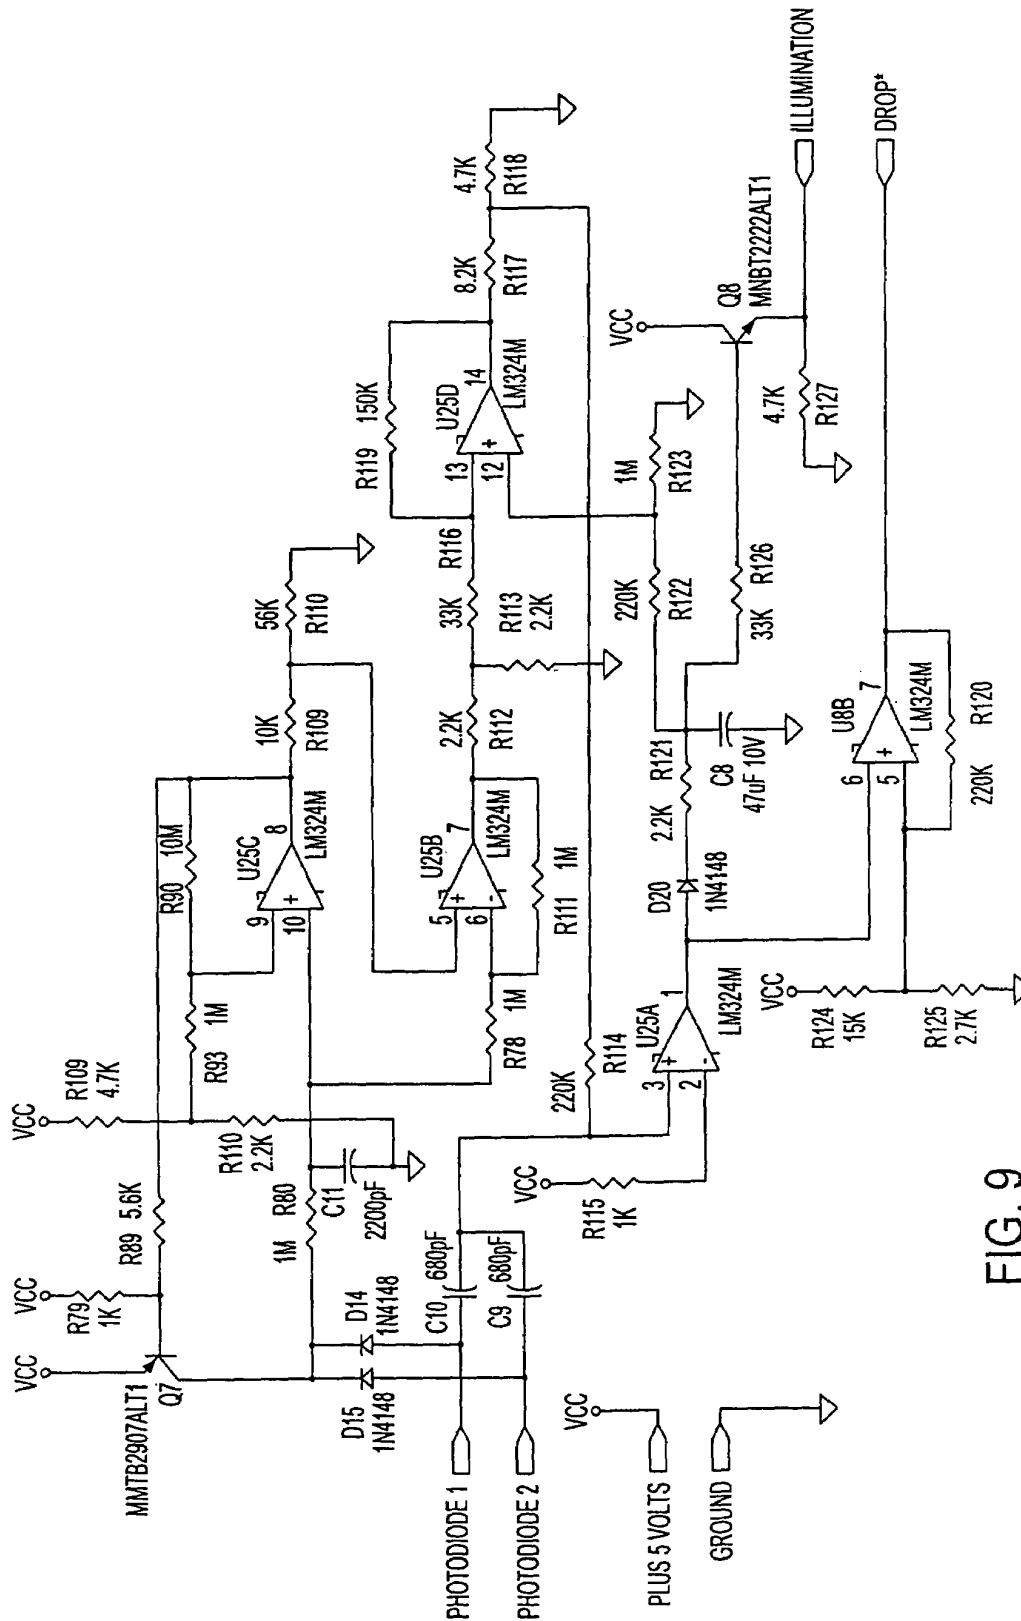 VCC
R109
4.7K
VCC
R79
1K
R89 5.6K
VCC
MMTB2907ALT1
Q7
R93
1M
R90
10M
U25C
9
10
8
LM324M
10K
R109
56K
R110
R110
2.2K
1M
R80
C11
2200pF
D14
1N4148
D15
1N4148
R78
1M
U25B
5
6
7
LM324M
R111
1M
2.2K
R112
33K
R116
R113
2.2K
R119
150K
U25D
13
12
14
LM324M
8.2K
R117
4.7K
R118
PHOTODIODE 1
PHOTODIODE 2
C10
680pF
C9
680pF
220K
R114
VCC
R115
1K
U25A
3
2
1
LM324M
D20
1N4148
2.2K
R121
C8
47uF 10V
220K
R122
1M
R123
33K
R126
VCC
Q8
MNBT2222ALT1
4.7K
R127
ILLUMINATION
VCC
R124
15K
R125
2.7K
U8B
6
5
7
LM324M
220K
R120
DROP*
VCC
PLUS 5 VOLTS
GROUND
FIG. 9